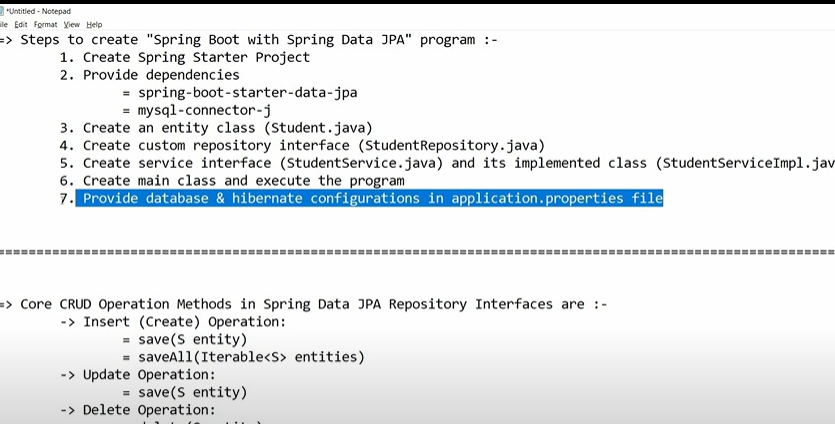 *Untitled - Notepad
ile Edit Format View Help
=> Steps to create "Spring Boot with Spring Data JPA" program :-
1. Create Spring Starter Project
2. Provide dependencies
= spring-boot-starter-data-jpa
= mysql-connector-j
3. Create an entity class (Student.java)
4. Create custom repository interface (StudentRepository.java)
5. Create service interface (StudentService.java) and its implemented class (StudentServiceImpl.jav
6. Create main class and execute the program
7. Provide database & hibernate configurations in application.properties file
================================================================================
=> Core CRUD Operation Methods in Spring Data JPA Repository Interfaces are :-
-> Insert (Create) Operation:
= save(S entity)
= saveAll(Iterable<S> entities)
-> Update Operation:
= save(S entity)
-> Delete Operation: